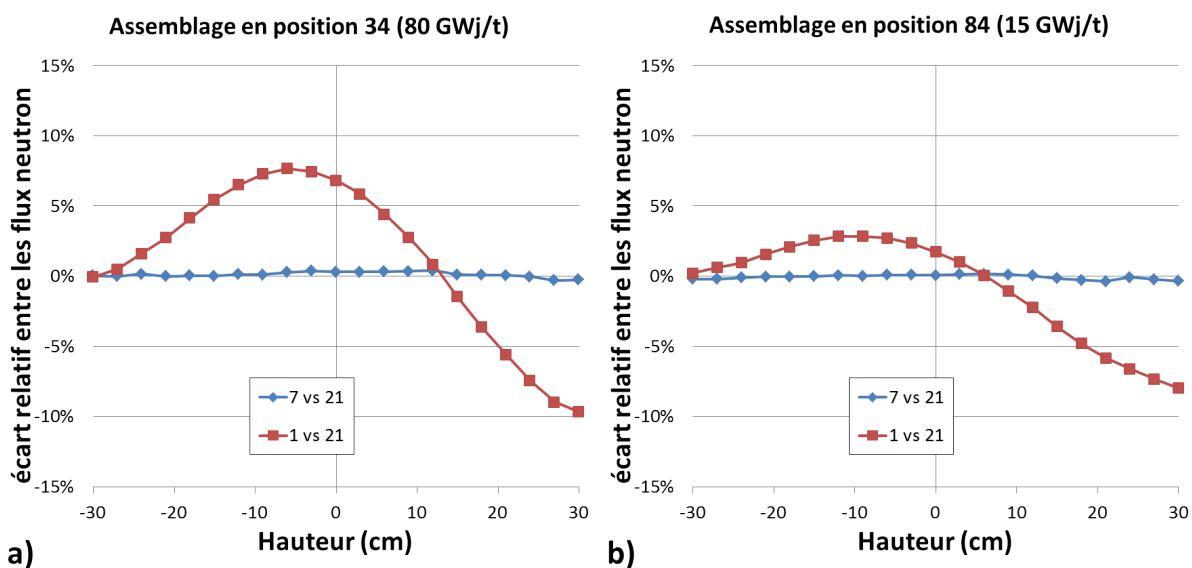 Assemblage en position 34 (80 GWj/t)
écart relatif entre les flux neutron
15%
10%
5%
0%
-5%
-10%
-15%
7 vs 21
1 vs 21
-30 -20 -10 0 10 20 30
Hauteur (cm)
a)
Assemblage en position 84 (15 GWj/t)
écart relatif entre les flux neutron
15%
10%
5%
0%
-5%
-10%
-15%
7 vs 21
1 vs 21
-30 -20 -10 0 10 20 30
Hauteur (cm)
b)